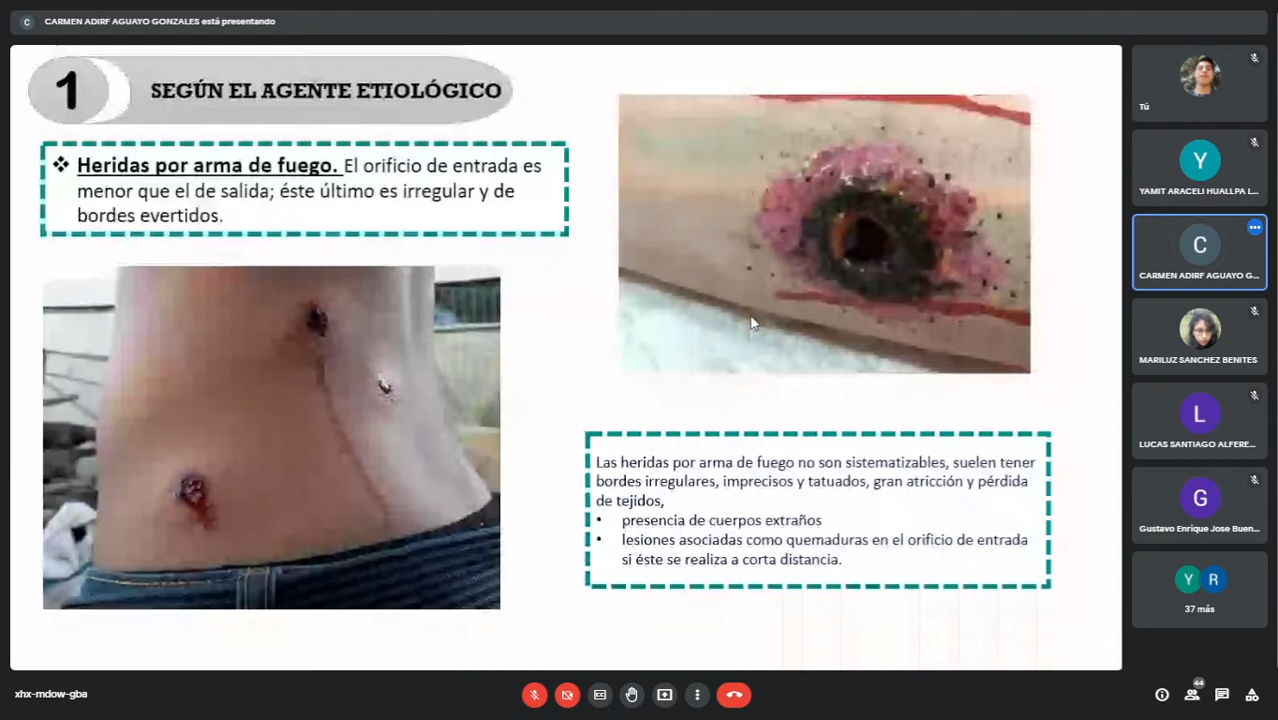 CARMEN ADIRF AGUAYO GONZALES está presentando
1
SEGÚN EL AGENTE ETIOLÓGICO
❖ Heridas por arma de fuego. El orificio de entrada es
menor que el de salida; éste último es irregular y de
bordes evertidos.
Las heridas por arma de fuego no son sistematizables, suelen tener
bordes irregulares, imprecisos y tatuados, gran atricción y pérdida
de tejidos,
• presencia de cuerpos extraños
• lesiones asociadas como quemaduras en el orificio de entrada
si éste se realiza a corta distancia.
C
Tú
Y
YAMIT ARACELI HUALLPA L...
C
CARMEN ADIRF AGUAYO G...
MARILUZ SANCHEZ BENITES
L
LUCAS SANTIAGO ALFERE...
G
Gustavo Enrique Jose Buen...
Y R
37 más
xhx-mdow-gba
44